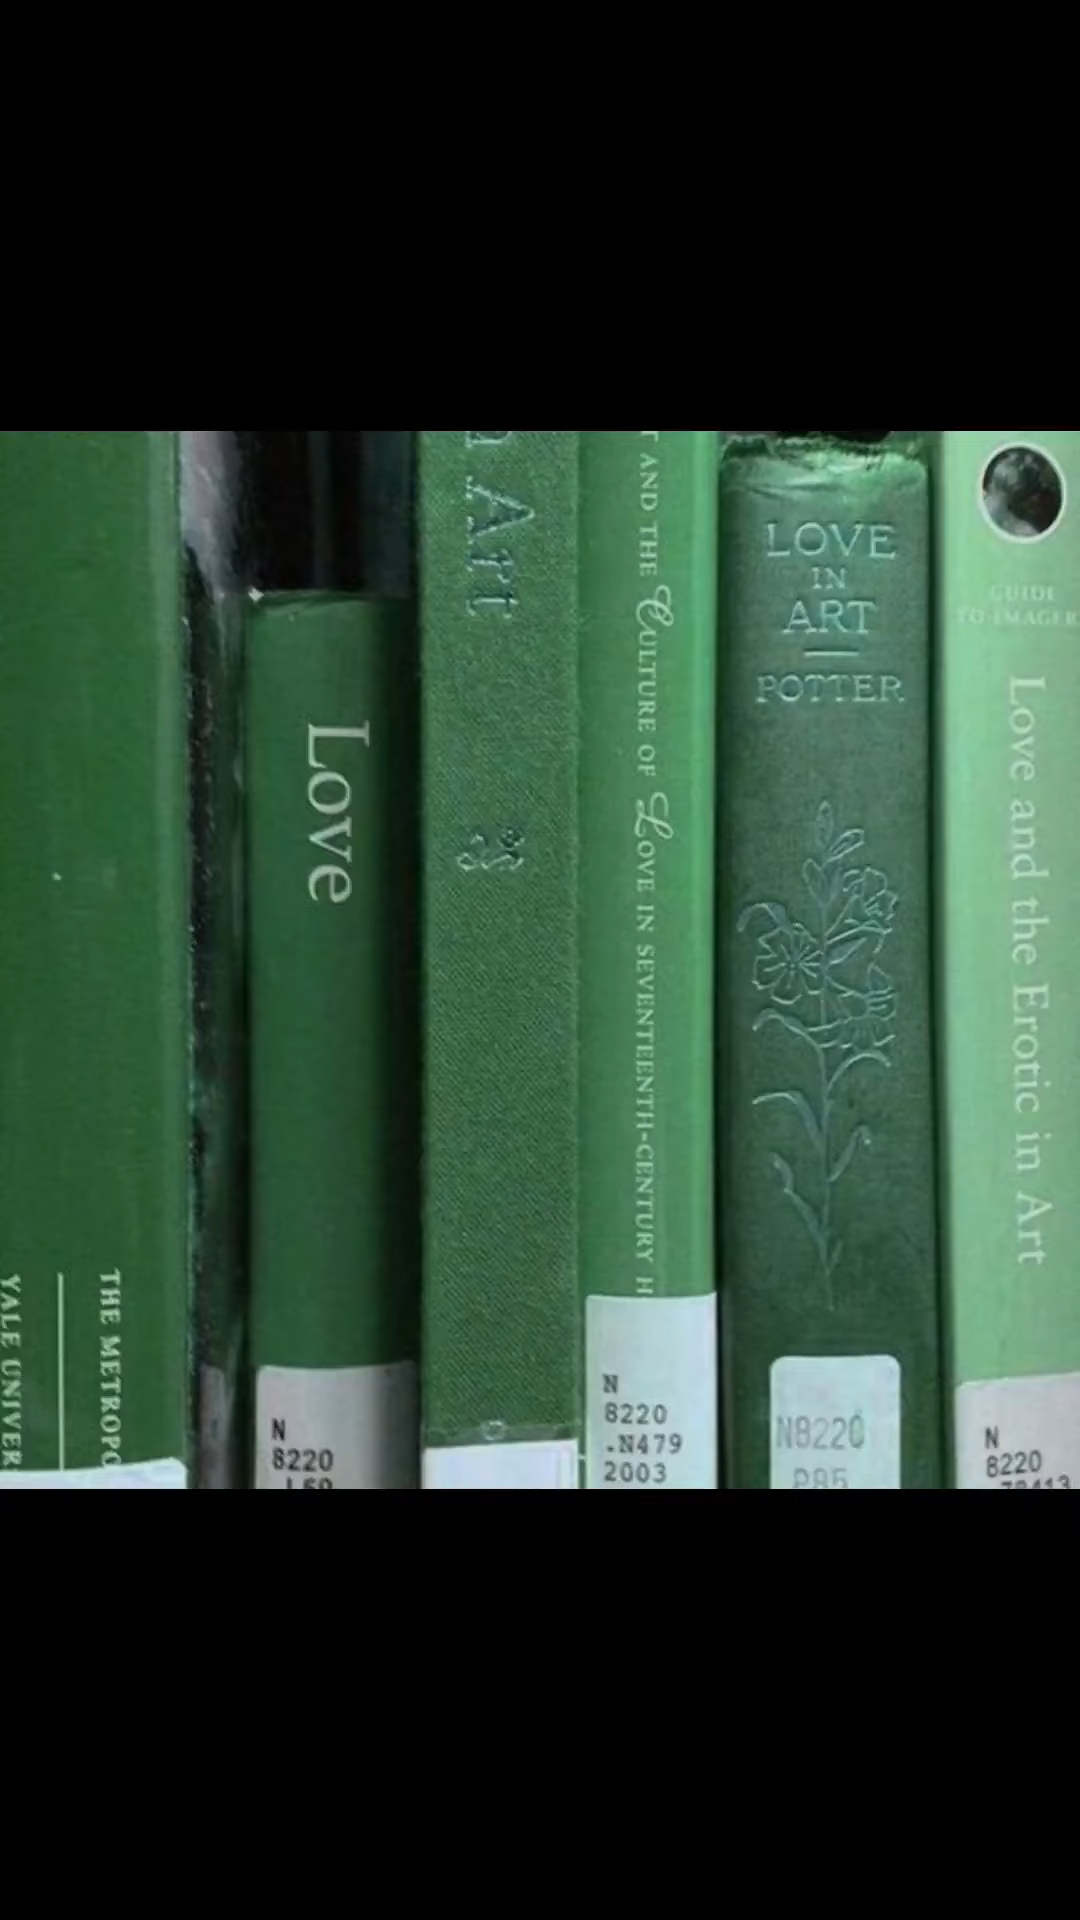 THE METROPO
YALE UNIVER
Love
N
8220
Art
AND THE CULTURE OF LOVE IN SEVENTEENTH-CENTURY H
N
8220
.N479
2003
LOVE
IN
ART
POTTER
N8220
P85
GUIDE
TO IMAGER
Love and the Erotic in Art
N
8220